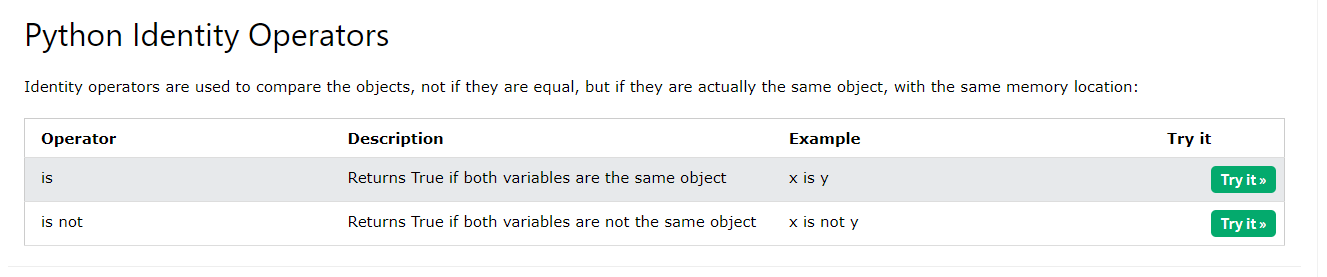 Python Identity Operators
Identity operators are used to compare the objects, not if they are equal, but if they are actually the same object, with the same memory location:
Operator Description Example Try it
is Returns True if both variables are the same object x is y Try it »
is not Returns True if both variables are not the same object x is not y Try it »